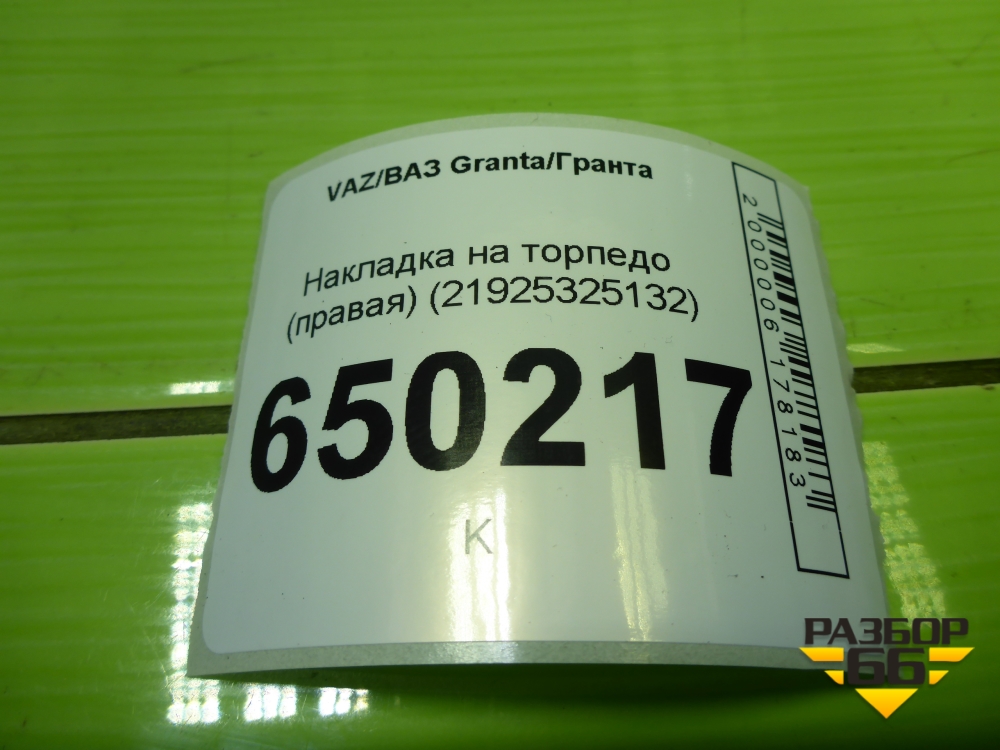 VAZ/ВАЗ Granta/Гранта
Накладка на торпедо
(правая) (21925325132)
650217
К
2000006178183
РАЗБОР
66